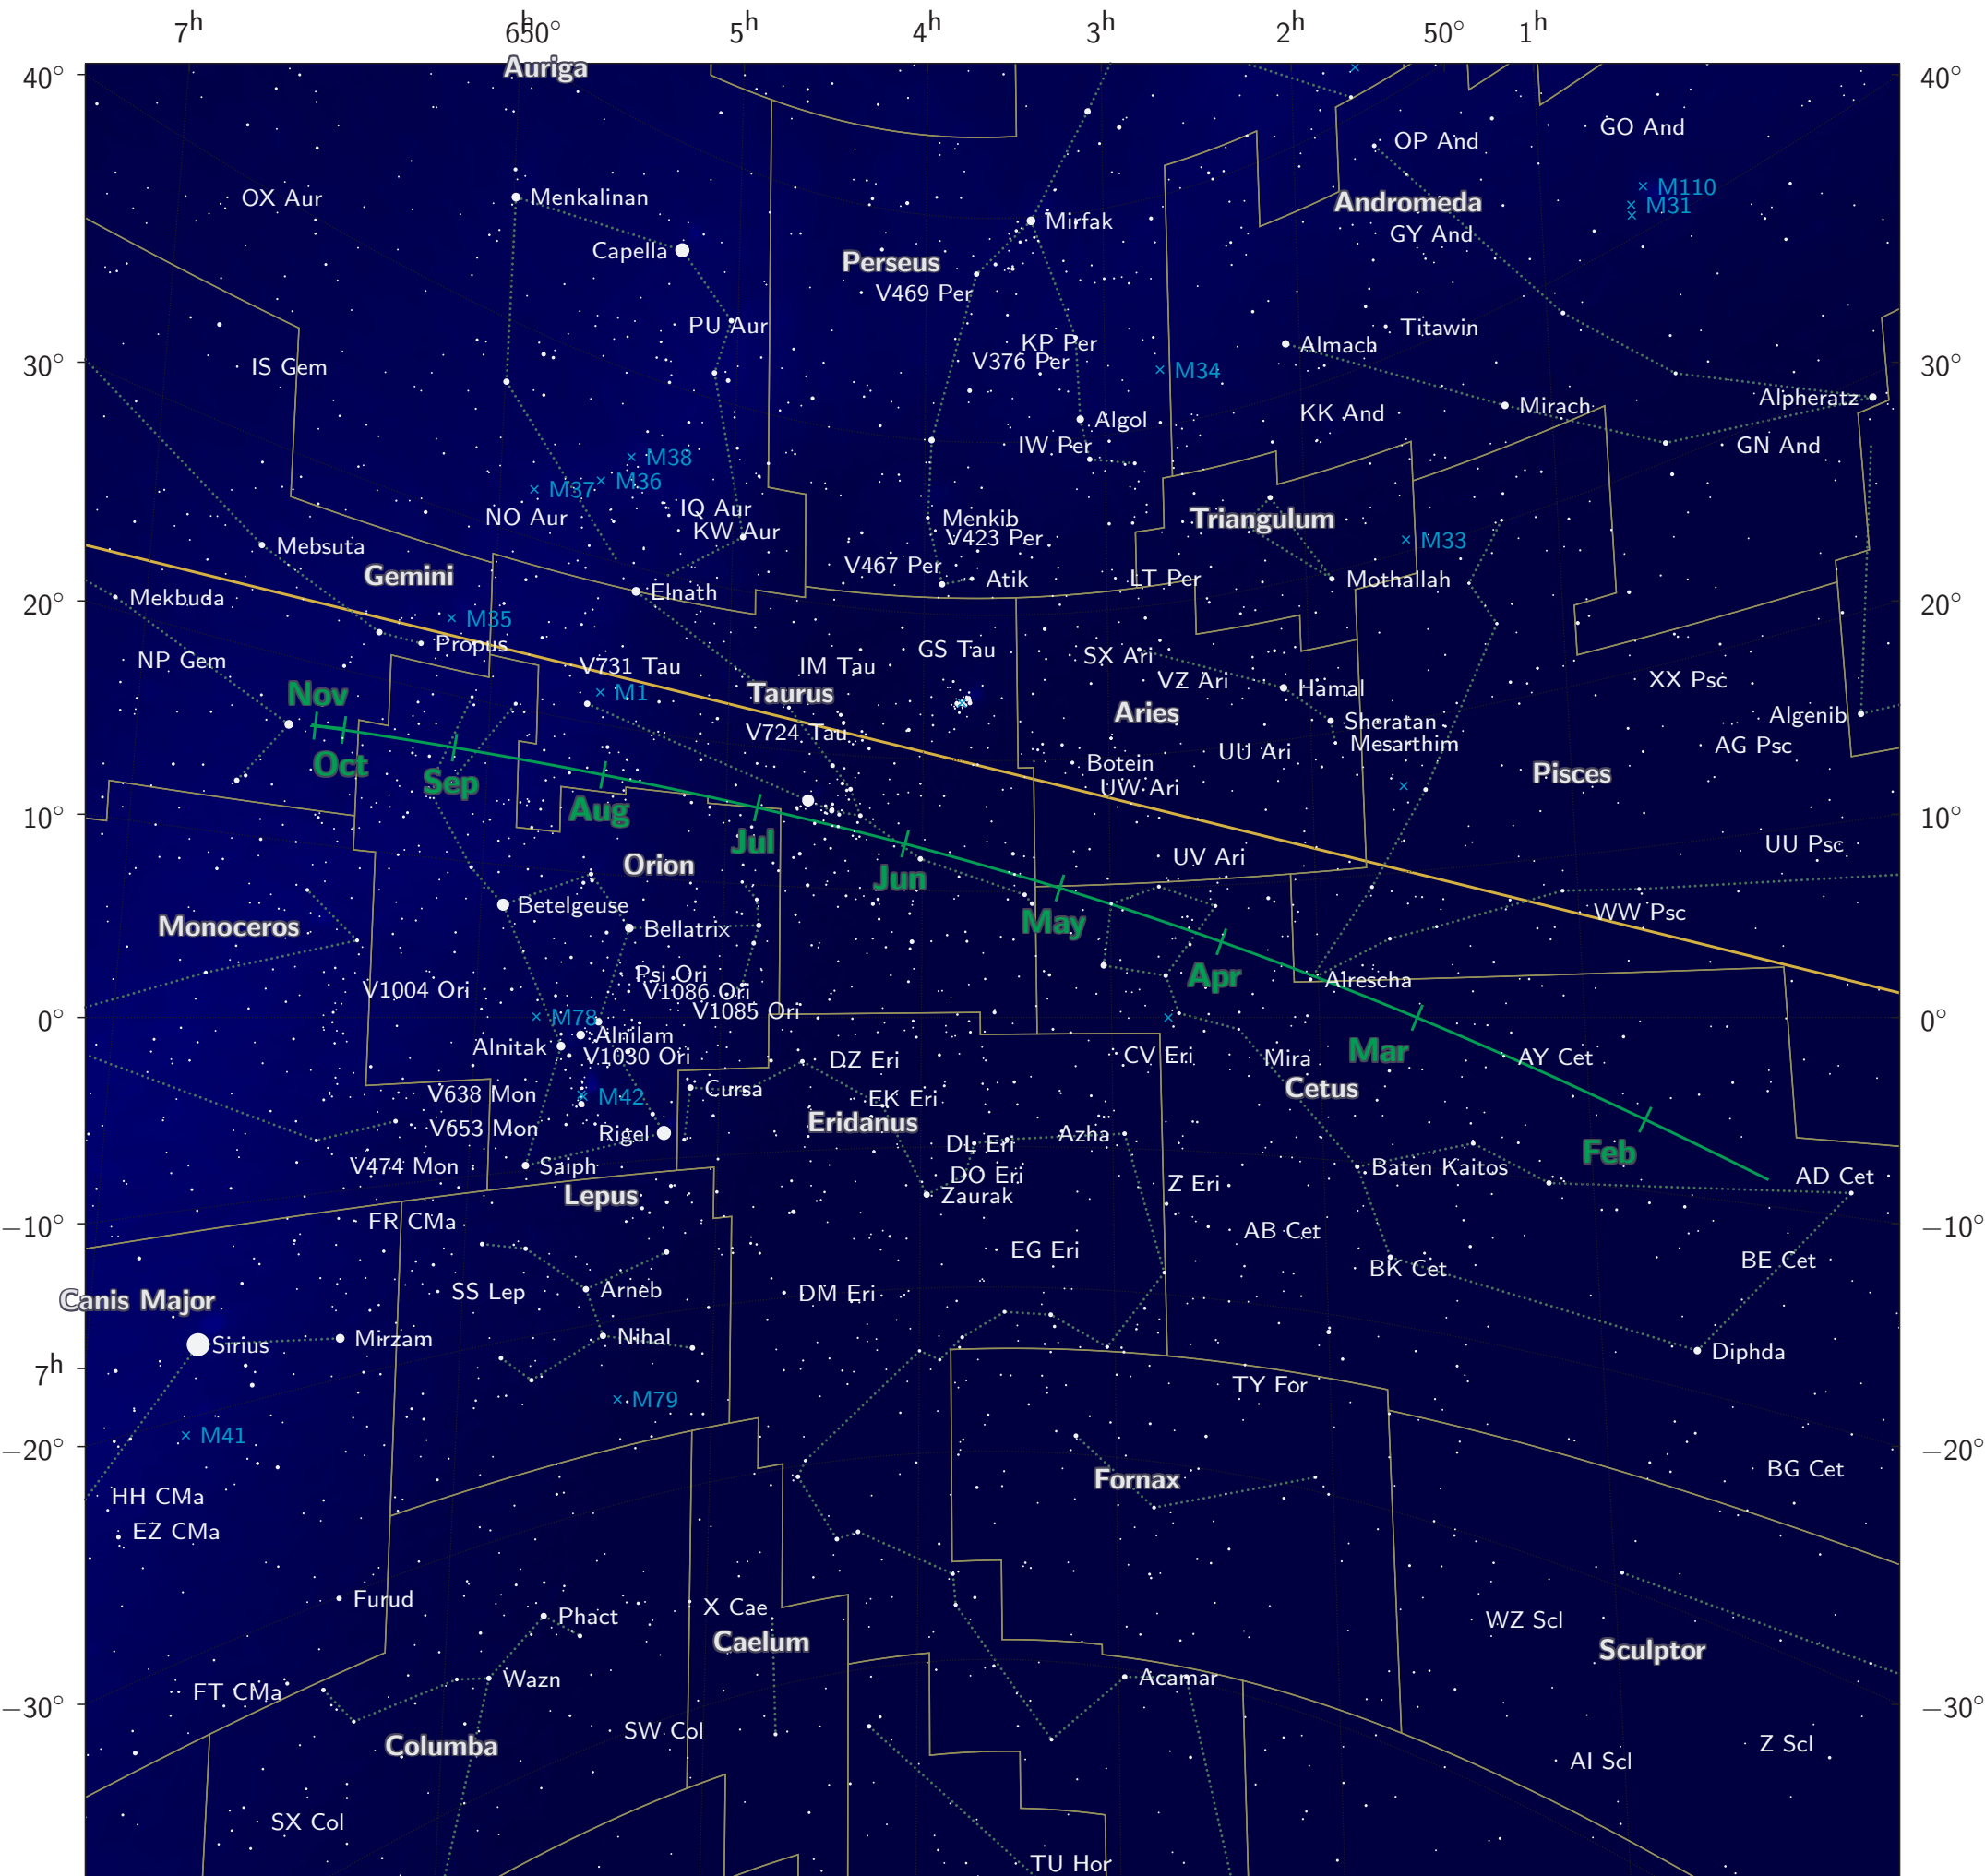 7h
650°
5h
4h
3h
2h
50°
1h
Auriga
40°
40°
GO And
OP And
M110
OX Aur
Menkalinan
Andromeda
M31
Mirfak
GY And
Capella
Perseus
V469 Per
PU Aur
Titawin
KP Per
Almach
V376 Per
30°
30°
IS Gem
M34
Alpheratz
Mirach
KK And
Algol
IW Per
GN And
M38
M36
M37
IQ Aur
NO Aur
Menkib
Triangulum
KW Aur
V423 Per
M33
Mebsuta
V467 Per
Gemini
Atik
LT Per
Mothallah
Elnath
Mekbuda
20°
20°
M35
Propus
GS Tau
SX Ari
NP Gem
V731 Tau
IM Tau
VZ Ari
XX Psc
Nov
M1
Taurus
Hamal
Aries
Algenib
Sheratan
V724 Tau
Mesarthim
AG Psc
UU Ari
Oct
Botein
Pisces
Sep
UW Ari
Aug
10°
10°
Jul
UU Psc
UV Ari
Orion
Jun
Betelgeuse
WW Psc
May
Monoceros
Bellatrix
Psi Ori
Apr
Alrescha
V1004 Ori
V1086 Ori
V1085 Ori
M78
0°
0°
Alnilam
Alnitak
Mar
V1030 Ori
CV Eri
AY Cet
DZ Eri
Mira
Cursa
Cetus
V638 Mon
M42
EK Eri
Eridanus
V653 Mon
Rigel
Azha
DL Eri
Feb
V474 Mon
Saiph
Baten Kaitos
DO Eri
AD Cet
Z Eri
Lepus
Zaurak
FR CMa
−10°
−10°
AB Cet
EG Eri
BE Cet
BK Cet
SS Lep
Arneb
DM Eri
Canis Major
Nihal
Mirzam
Sirius
Diphda
7h
TY For
M79
M41
−20°
−20°
BG Cet
Fornax
HH CMa
EZ CMa
Furud
X Cae
Phact
WZ Scl
Caelum
Sculptor
Wazn
Acamar
FT CMa
−30°
−30°
SW Col
Columba
Z Scl
AI Scl
SX Col
TU Hor